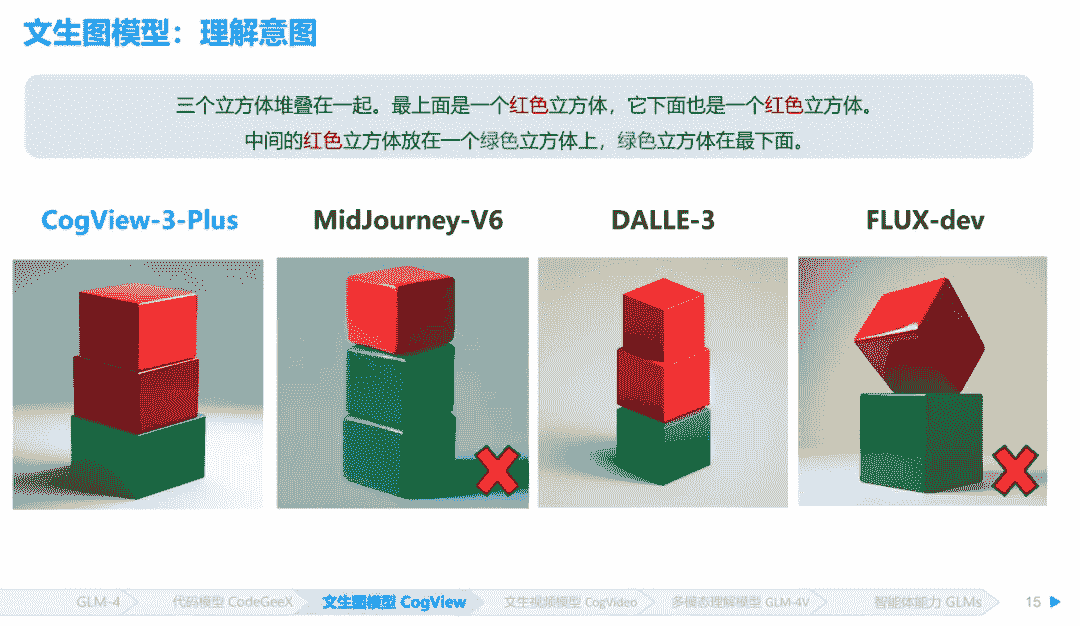 文生图模型：理解意图
三个立方体堆叠在一起。最上面是一个红色立方体，它下面也是一个红色立方体。
中间的红色立方体放在一个绿色立方体上，绿色立方体在最下面。
CogView-3-Plus
MidJourney-V6
DALLE-3
FLUX-dev
GLM-4
代码模型 CodeGeeX
文生图模型 CogView
文生视频模型 CogVideo
多模态理解模型 GLM-4V
智能体能力 GLMs
15